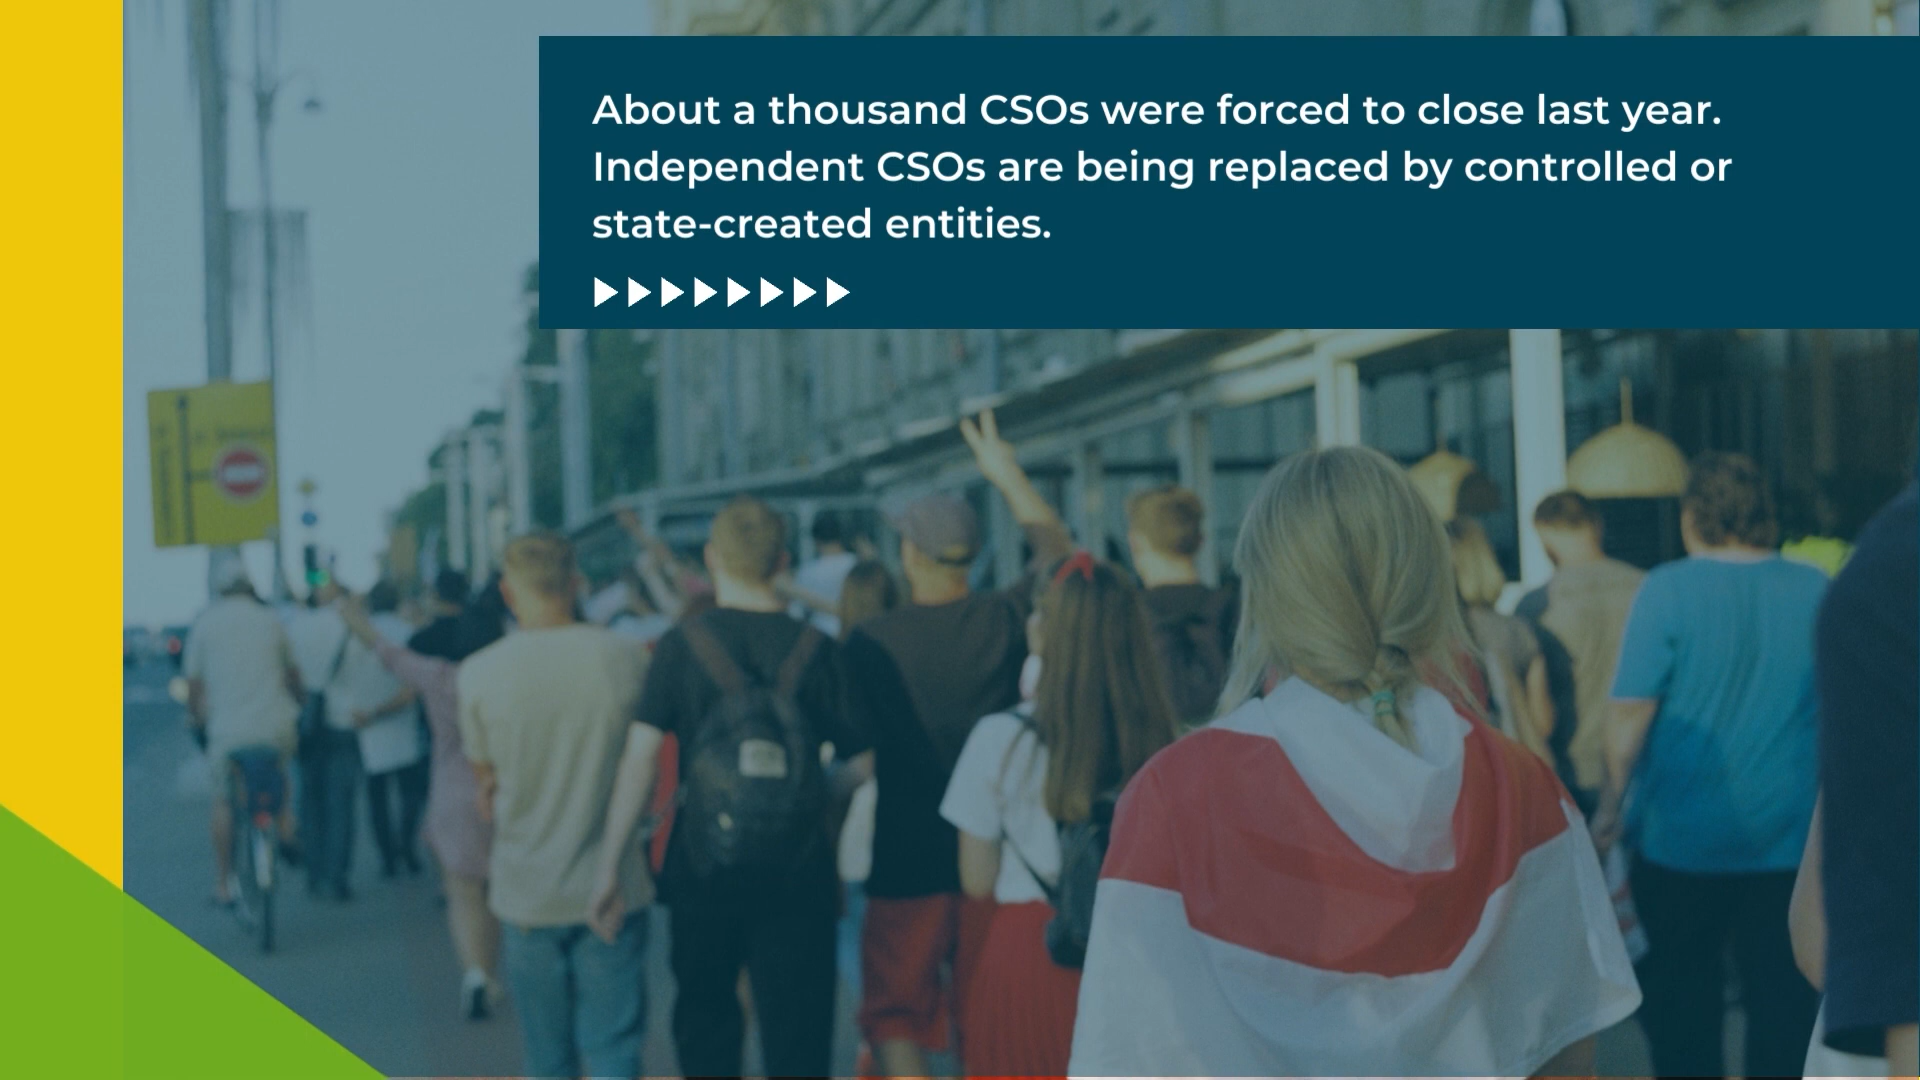 About a thousand CSOs were forced to close last year.
Independent CSOs are being replaced by controlled or
state-created entities.